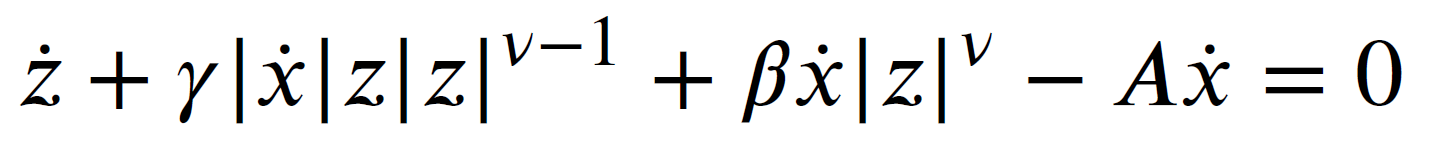 ż + γ|ẋ|z|z|^{ν−1} + βẋ|z|^ν − Aẋ = 0